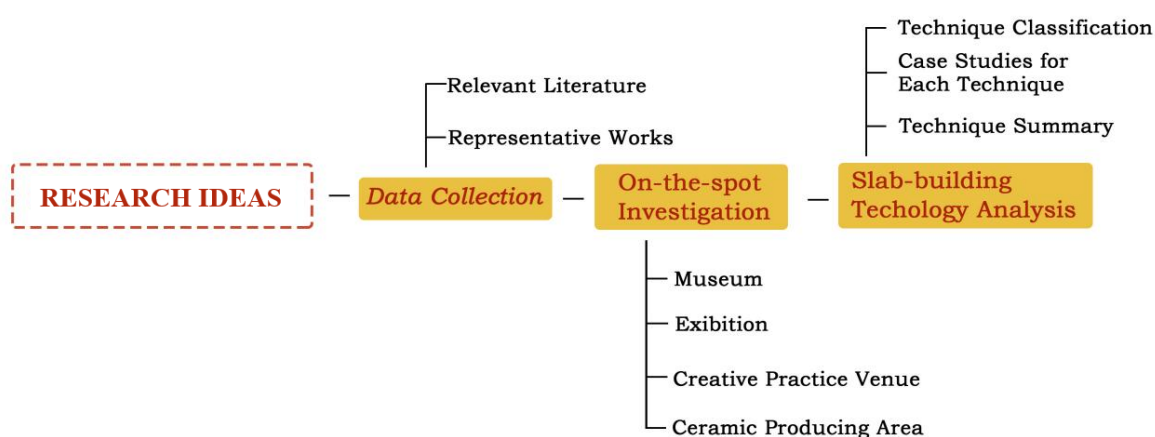 Technique Classification
Case Studies for
Each Technique
Technique Summary
Relevant Literature
Representative Works
RESEARCH IDEAS
Data Collection
On-the-spot
Investigation
Slab-building
Techology Analysis
Museum
Exibition
Creative Practice Venue
Ceramic Producing Area